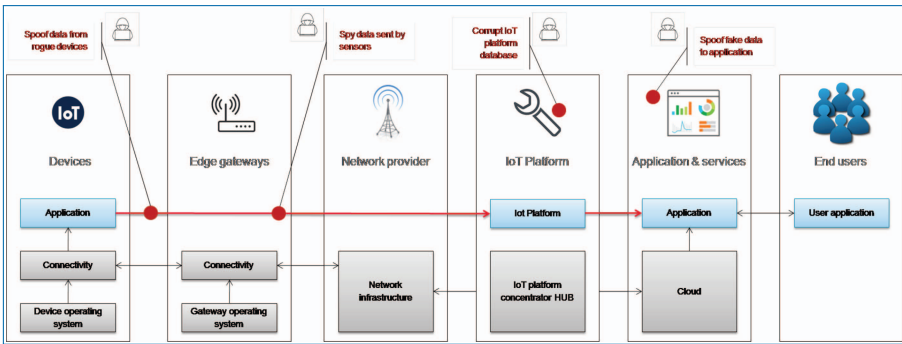 Spoof data from
rogue devices
Spy data sent by
sensors
Corrupt IoT
platform
database
Spoof fake data
to application
IoT
Devices
Edge gateways
Network provider
IoT Platform
Application & services
End users
Application
Iot Platform
Application
User application
Connectivity
Connectivity
Network
infrastructure
IoT platform
concentrator HUB
Cloud
Device operating
system
Gateway operating
system